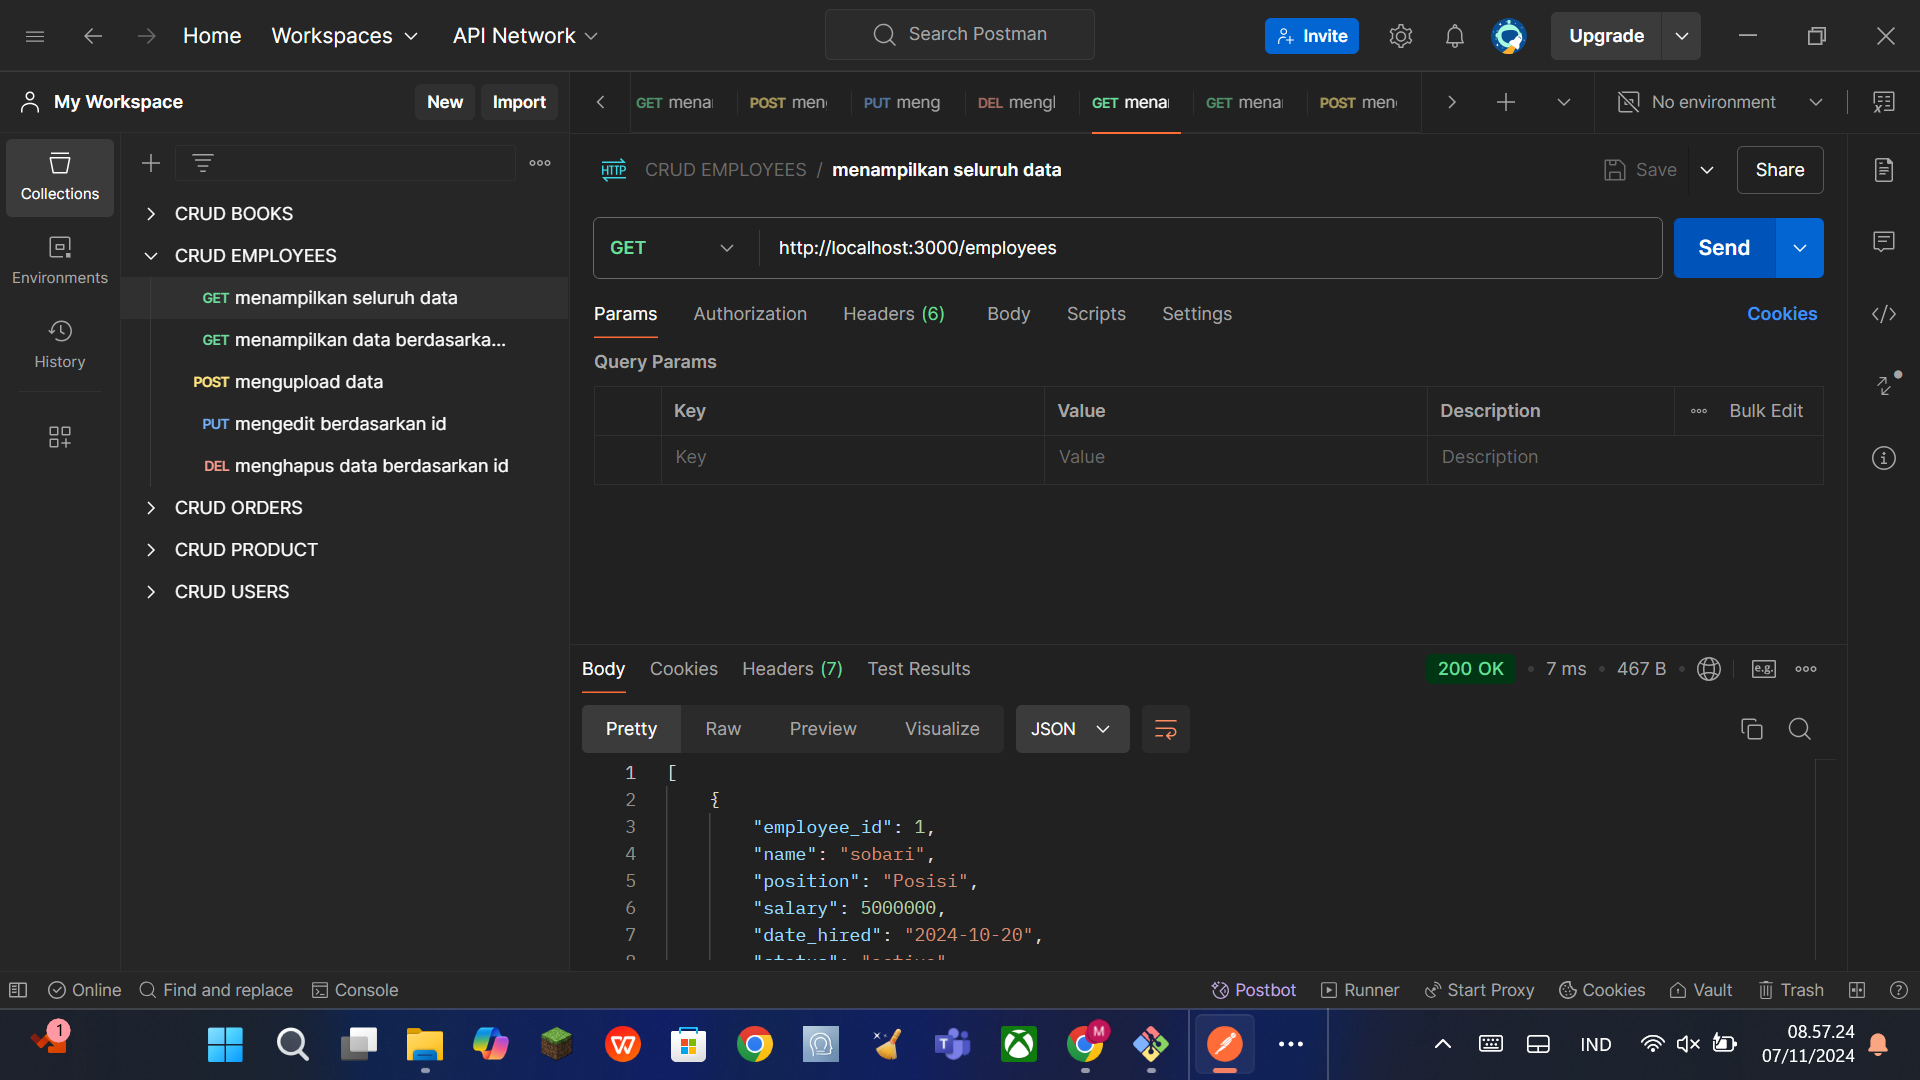 Home
Workspaces
API Network
Search Postman
Invite
Upgrade
My Workspace
New
Import
GET menai
POST men
PUT meng
DEL mengl
GET menai
GET menai
POST men
No environment
Collections
Environments
History
CRUD BOOKS
CRUD EMPLOYEES
GET menampilkan seluruh data
GET menampilkan data berdasarka...
POST mengupload data
PUT mengedit berdasarkan id
DEL menghapus data berdasarkan id
CRUD ORDERS
CRUD PRODUCT
CRUD USERS
HTTP CRUD EMPLOYEES / menampilkan seluruh data
Save
Share
GET
http://localhost:3000/employees
Send
Params
Authorization
Headers (6)
Body
Scripts
Settings
Cookies
Query Params
Key
Value
Description
Bulk Edit
Key
Value
Description
Body
Cookies
Headers (7)
Test Results
200 OK
7 ms
467 B
e.g.
Pretty
Raw
Preview
Visualize
JSON
1 [
2 {
3 "employee_id": 1,
4 "name": "sobari",
5 "position": "Posisi",
6 "salary": 5000000,
7 "date_hired": "2024-10-20",
Online
Find and replace
Console
Postbot
Runner
Start Proxy
Cookies
Vault
Trash
1
M
IND
08.57.24
07/11/2024